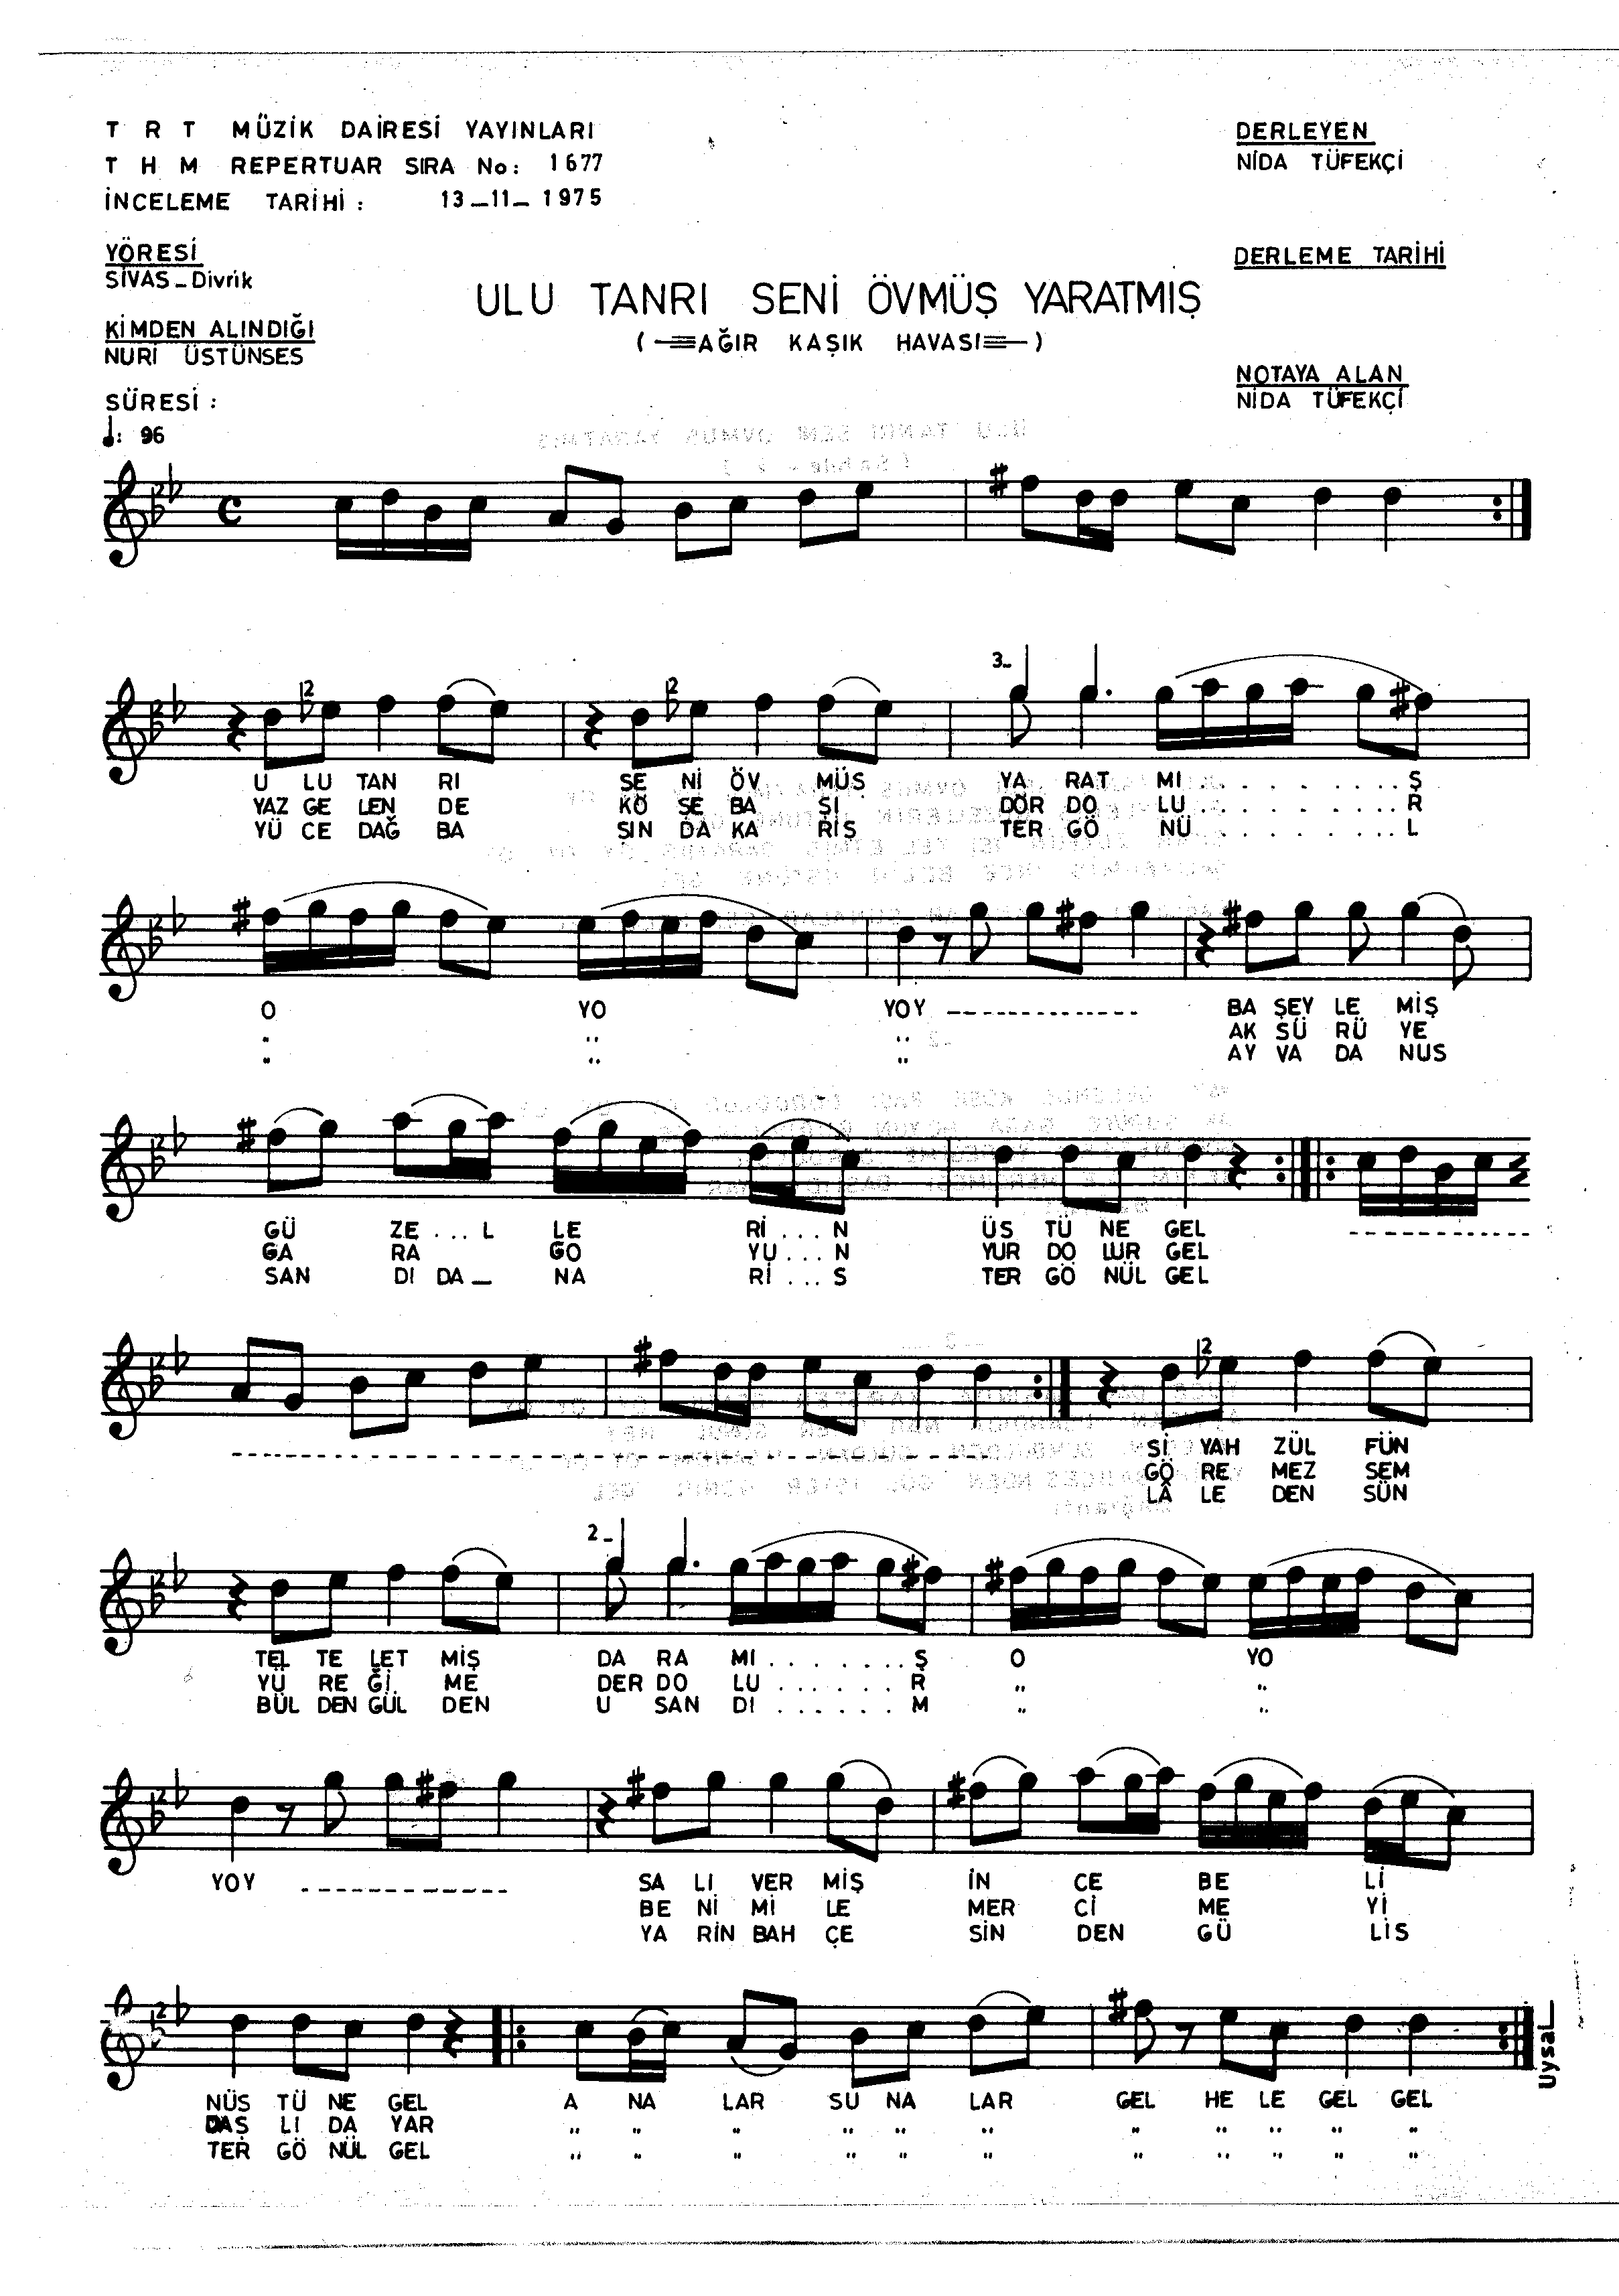 T R T MÜZİK DAİRESİ YAYINLARI
T H M REPERTUAR SIRA No: 1677
İNCELEME TARİHİ: 13_11_1975
DERLEYEN
NİDA TÜFEKÇİ
YÖRESİ
SİVAS_Divrik
DERLEME TARİHİ
ULU TANRI SENİ ÖVMÜŞ YARATMIŞ
(AĞIR KAŞIK HAVASI)
KİMDEN ALINDIĞI
NURİ ÜSTÜNSES
NOTAYA ALAN
NİDA TÜFEKÇİ
SÜRESİ:
♩: 96
U LU TAN RI SE Nİ ÖV MÜŞ YA RAT MI.........Ş
YAZ GE LEN DE KÖ ŞE BA ŞI DÖR DO LU.........R
YÜ CE DAĞ BA ŞIN DA KA RİS TER GÖ NÜ.........L
O YO YOY -------------- BA ŞEY LE MİŞ
" " " AK SÜ RÜ YE
" " " AY VA DA NUS
GÜ ZE...L LE Rİ...N ÜS TÜ NE GEL ------------
GA RA GO YU...N YUR DO LUR GEL
SAN DI DA_ NA Rİ...S TER GÖ NÜL GEL
------------------------ Sİ YAH ZÜL FÜN
GÖ RE MEZ SEM
LÂ LE DEN SÜN
TEL TE LET MİŞ DA RA MI.......Ş O YO
YÜ RE Ğİ ME DER DO LU......R " "
BÜL DEN GÜL DEN U SAN DI......M " "
YOY ------------ SA LI VER MİŞ İN CE BE Lİ
BE Nİ Mİ LE MER Cİ ME Yİ
YA RİN BAH ÇE SİN DEN GÜ LİS
NÜS TÜ NE GEL A NA LAR SU NA LAR GEL HE LE GEL GEL
DAŞ LI DA YAR " " " " " " " " " " "
TER GÖ NÜL GEL " " " " " " " " " " "
Uysal